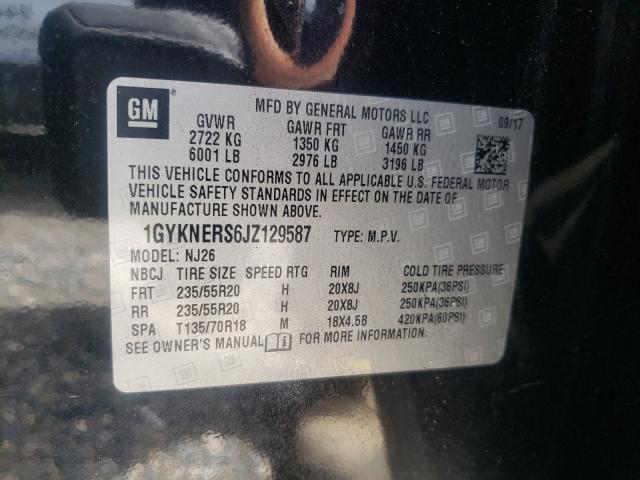 GM
MFD BY GENERAL MOTORS LLC 09/17
GVWR GAWR FRT GAWR RR
2722 KG 1350 KG 1450 KG
6001 LB 2976 LB 3196 LB
THIS VEHICLE CONFORMS TO ALL APPLICABLE U.S. FEDERAL MOTOR
VEHICLE SAFETY STANDARDS IN EFFECT ON THE DATE OF
MANUFACTURE SHOWN ABOVE.
1GYKNERS6JZ129587 TYPE: M.P.V.
MODEL: NJ26
NBCJ TIRE SIZE SPEED RTG RIM COLD TIRE PRESSURE
FRT 235/55R20 H 20X8J 250KPA(36PSI)
RR 235/55R20 H 20X8J 250KPA(36PSI)
SPA T135/70R18 M 18X4.5B 420KPA(60PSI)
SEE OWNER'S MANUAL FOR MORE INFORMATION.